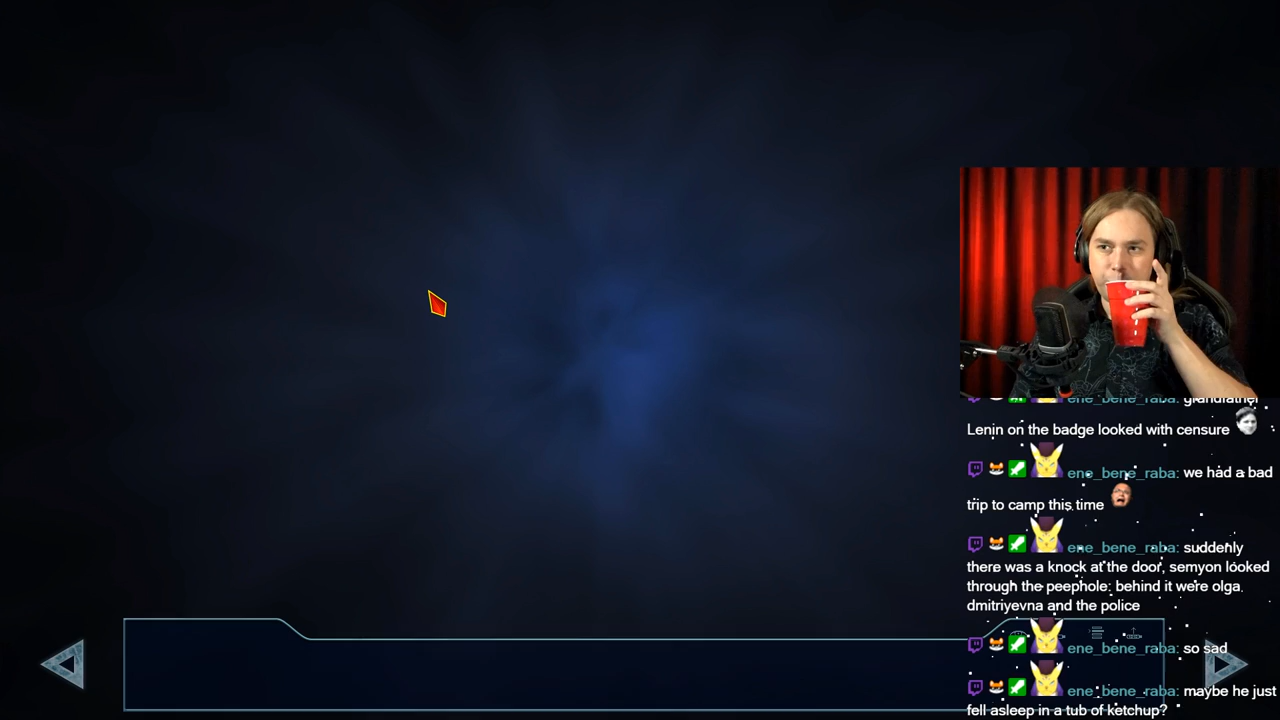 ene_bene_raba: grandfather
Lenin on the badge looked with censure
ene_bene_raba: we had a bad
trip to camp this time
ene_bene_raba: suddenly
there was a knock at the door, semyon looked
through the peephole: behind it were olga
dmitriyevna and the police
ene_bene_raba: so sad
ene_bene_raba: maybe he just
fell asleep in a tub of ketchup?